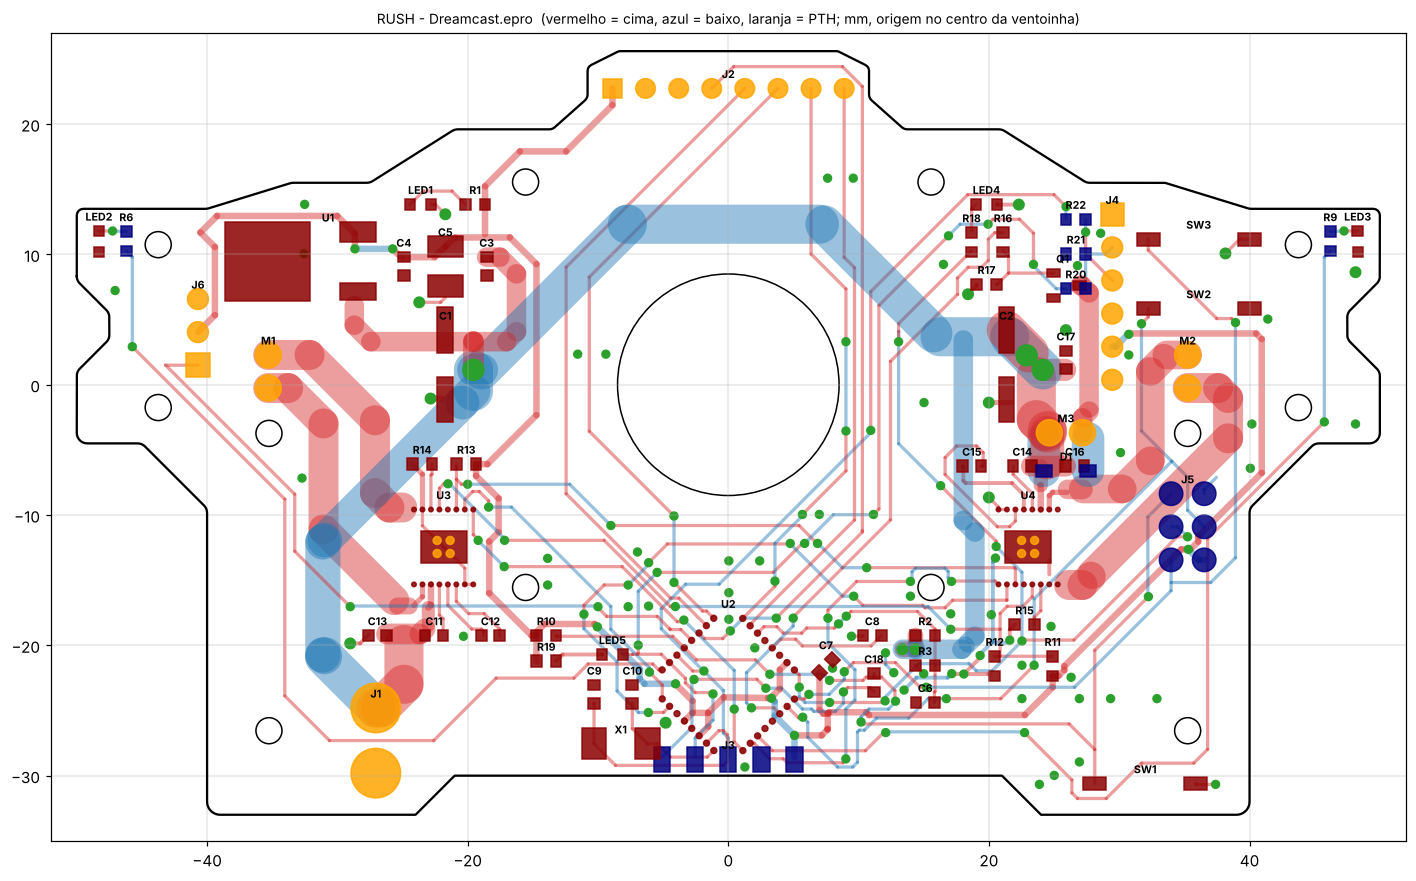 RUSH - Dreamcast.epro (vermelho = cima, azul = baixo, laranja = PTH; mm, origem no centro da ventoinha)
J2
20
LED1 R1 LED4 R22 J4
LED2 R6 U1 C5 R18 R16 SW3 R9 LED3
C4 C3 R21
10
Q1
R17 R20
J6 SW2
C1 C2
M1 C17 M2
0
M3
R14 R13 C15 C14 C16
D1
U3 U4 J5
-10
U2
R15
C13 C11 C12 R10 C8 R2
-20
R19 LED5 C7 R3 R12 R11
C9 C10 C18
J1 C6
X1
J3
SW1
−30
−40 −20 0 20 40